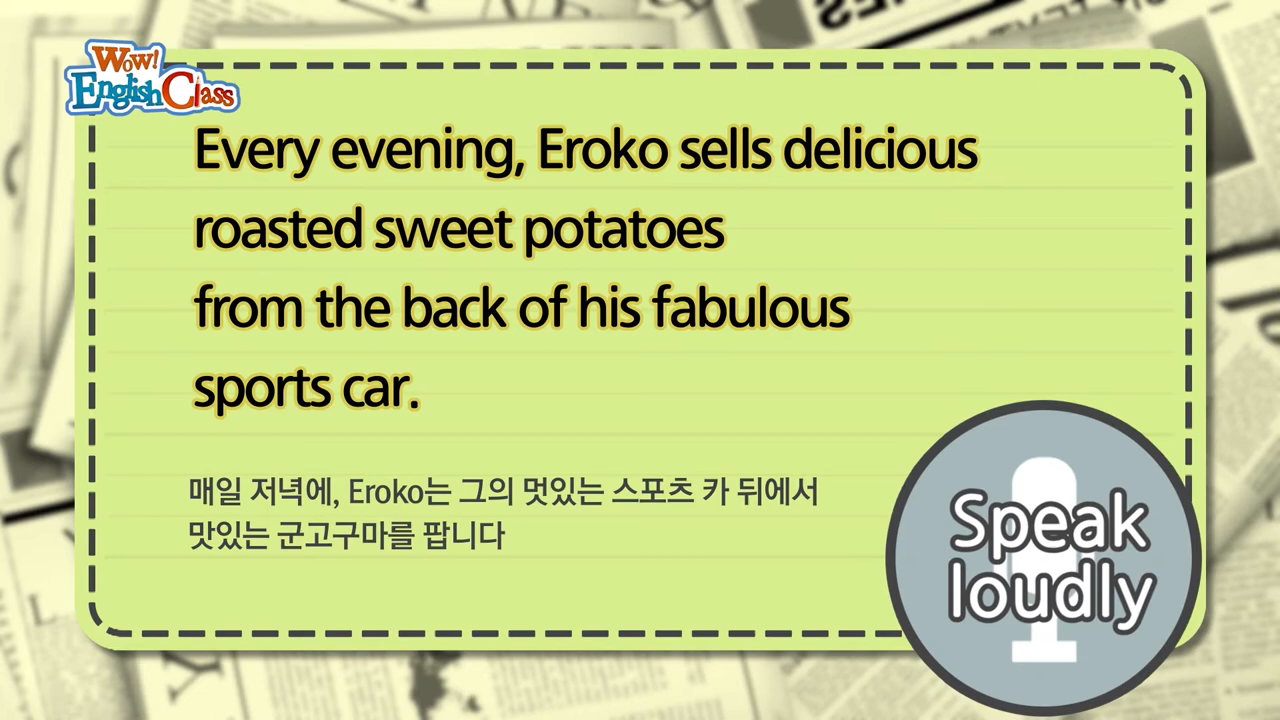 Wow!
English Class
Every evening, Eroko sells delicious
roasted sweet potatoes
from the back of his fabulous
sports car.
매일 저녁에, Eroko는 그의 멋있는 스포츠 카 뒤에서
맛있는 군고구마를 팝니다
Speak
loudly